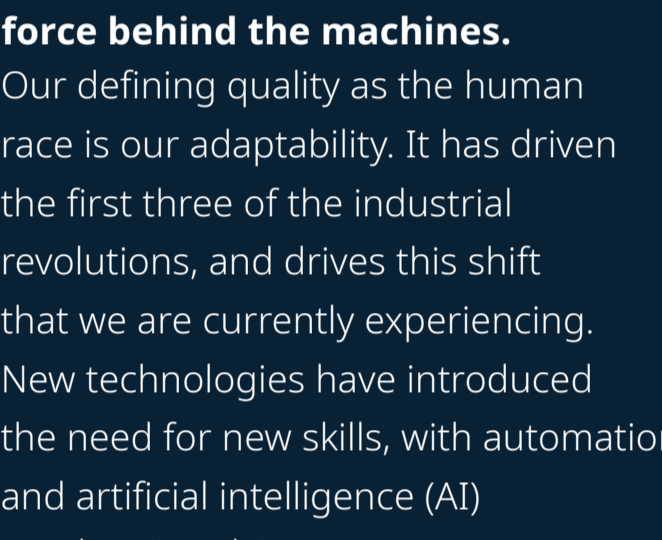 force behind the machines.
Our defining quality as the human
race is our adaptability. It has driven
the first three of the industrial
revolutions, and drives this shift
that we are currently experiencing.
New technologies have introduced
the need for new skills, with automatio
and artificial intelligence (AI)